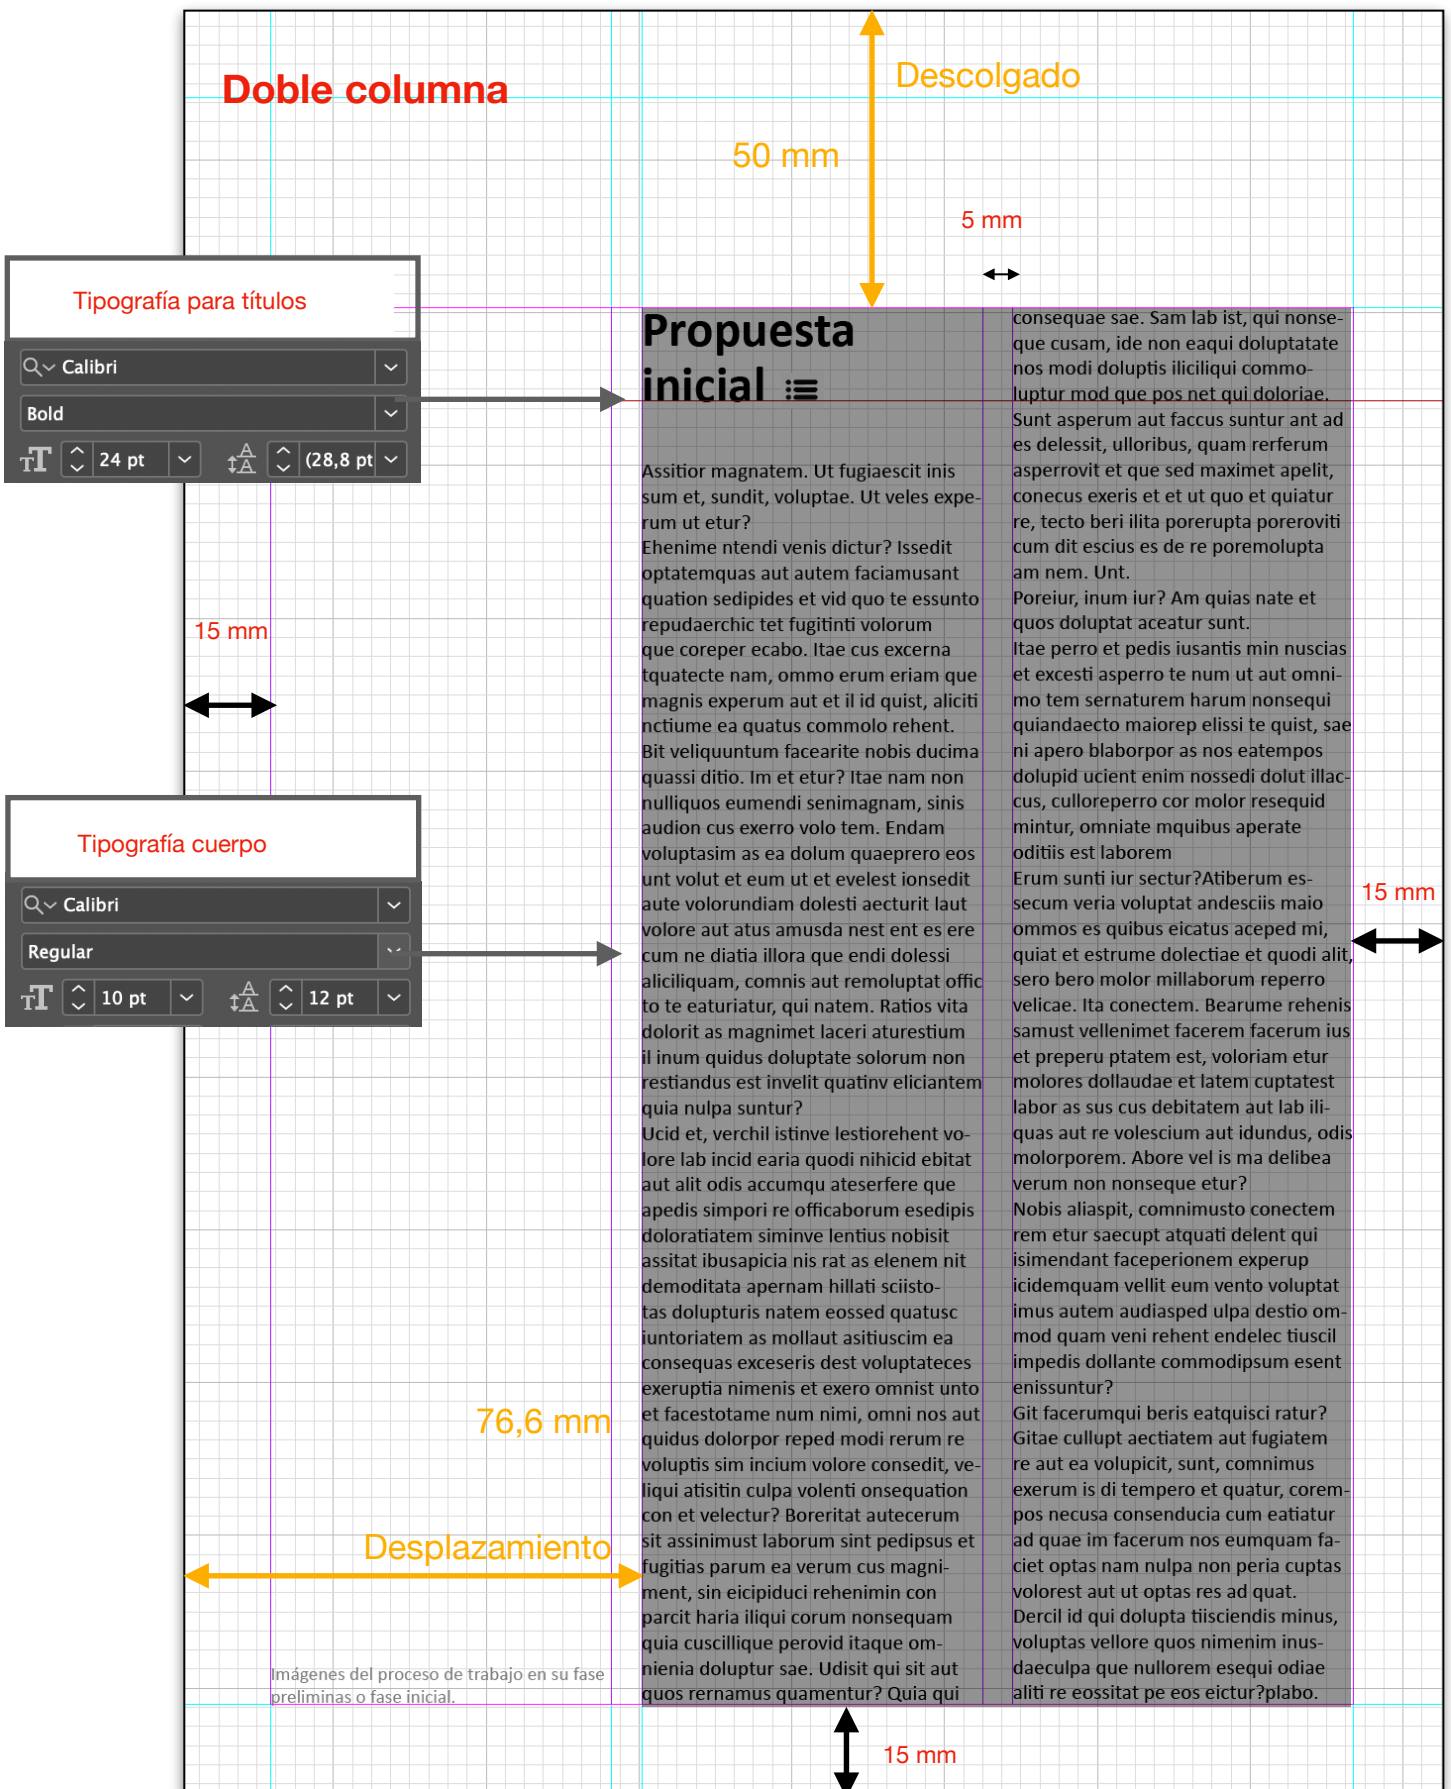 Doble columna
Descolgado
50 mm
5 mm
Tipografía para títulos
Calibri
Bold
24 pt
(28,8 pt
15 mm
Tipografía cuerpo
Calibri
Regular
10 pt
12 pt
76,6 mm
Desplazamiento
Imágenes del proceso de trabajo en su fase
preliminas o fase inicial.
Propuesta
inicial
Assitior magnatem. Ut fugiaescit inis
sum et, sundit, voluptae. Ut veles expe-
rum ut etur?
Ehenime ntendi venis dictur? Issedit
optatemquas aut autem faciamusant
quation sedipides et vid quo te essunto
repudaerchic tet fugitinti volorum
que coreper ecabo. Itae cus excerna
tquatecte nam, ommo erum eriam que
magnis experum aut et il id quist, aliciti
nctiume ea quatus commolo rehent.
Bit veliquuntum facearite nobis ducima
quassi ditio. Im et etur? Itae nam non
nulliquos eumendi senimagnam, sinis
audion cus exerro volo tem. Endam
voluptasim as ea dolum quaeprero eos
unt volut et eum ut et evelest ionsedit
aute volorundiam dolesti aecturit laut
volore aut atus amusda nest ent es ere
cum ne diatia illora que endi dolessi
aliciliquam, comnis aut remoluptat offic
to te eaturiatur, qui natem. Ratios vita
dolorit as magnimet laceri aturestium
il inum quidus doluptate solorum non
restiandus est invelit quatinv eliciantem
quia nulpa suntur?
Ucid et, verchil istinve lestiorehent vo-
lore lab incid earia quodi nihicid ebitat
aut alit odis accumqu ateserfere que
apedis simpori re officaborum esedipis
doloratiatem siminve lentius nobisit
assitat ibusapicia nis rat as elenem nit
demoditata apernam hillati sciisto-
tas dolupturis natem eossed quatusc
iuntoriatem as mollaut asitiuscim ea
consequas exceseris dest voluptateces
exeruptia nimenis et exero omnist unto
et facestotame num nimi, omni nos aut
quidus dolorpor reped modi rerum re
voluptis sim incium volore consedit, ve-
liqui atisitin culpa volenti onsequation
con et velectur? Boreritat autecerum
sit assinimust laborum sint pedipsus et
fugitias parum ea verum cus magni-
ment, sin eicipiduci rehenimin con
parcit haria iliqui corum nonsequam
quia cuscillique perovid itaque om-
nienia doluptur sae. Udisit qui sit aut
quos rernamus quamentur? Quia qui
consequae sae. Sam lab ist, qui nonse-
que cusam, ide non eaqui doluptatate
nos modi doluptis iliciliqui commo-
luptur mod que pos net qui doloriae.
Sunt asperum aut faccus suntur ant ad
es delessit, ulloribus, quam rerferum
asperrovit et que sed maximet apelit,
conecus exeris et et ut quo et quiatur
re, tecto beri ilita porerupta poreroviti
cum dit escius es de re poremolupta
am nem. Unt.
Poreiur, inum iur? Am quias nate et
quos doluptat aceatur sunt.
Itae perro et pedis iusantis min nuscias
et excesti asperro te num ut aut omni-
mo tem sernaturem harum nonsequi
quiandaecto maiorep elissi te quist, sae
ni apero blaborpor as nos eatempos
dolupid ucient enim nossedi dolut illac-
cus, culloreperro cor molor resequid
mintur, omniate mquibus aperate
oditiis est laborem
Erum sunti iur sectur?Atiberum es-
secum veria voluptat andesciis maio
ommos es quibus eicatus aceped mi,
quiat et estrume dolectiae et quodi alit,
sero bero molor millaborum reperro
velicae. Ita conectem. Bearume rehenis
samust vellenimet facerem facerum ius
et preperu ptatem est, voloriam etur
molores dollaudae et latem cuptatest
labor as sus cus debitatem aut lab ili-
quas aut re volescium aut idundus, odis
molorporem. Abore vel is ma delibea
verum non nonseque etur?
Nobis aliaspit, comnimusto conectem
rem etur saecupt atquati delent qui
isimendant faceperionem experup
icidemquam vellit eum vento voluptat
imus autem audiasped ulpa destio om-
mod quam veni rehent endelec tiuscil
impedis dollante commodipsum esent
enissuntur?
Git facerumqui beris eatquisci ratur?
Gitae cullupt aectiatem aut fugiatem
re aut ea volupicit, sunt, comnimus
exerum is di tempero et quatur, corem-
pos necusa consenducia cum eatiatur
ad quae im facerum nos eumquam fa-
ciet optas nam nulpa non peria cuptas
volorest aut ut optas res ad quat.
Dercil id qui dolupta tiisciendis minus,
voluptas vellore quos nimenim inus-
daeculpa que nullorem esequi odiae
aliti re eossitat pe eos eictur?plabo.
15 mm
15 mm